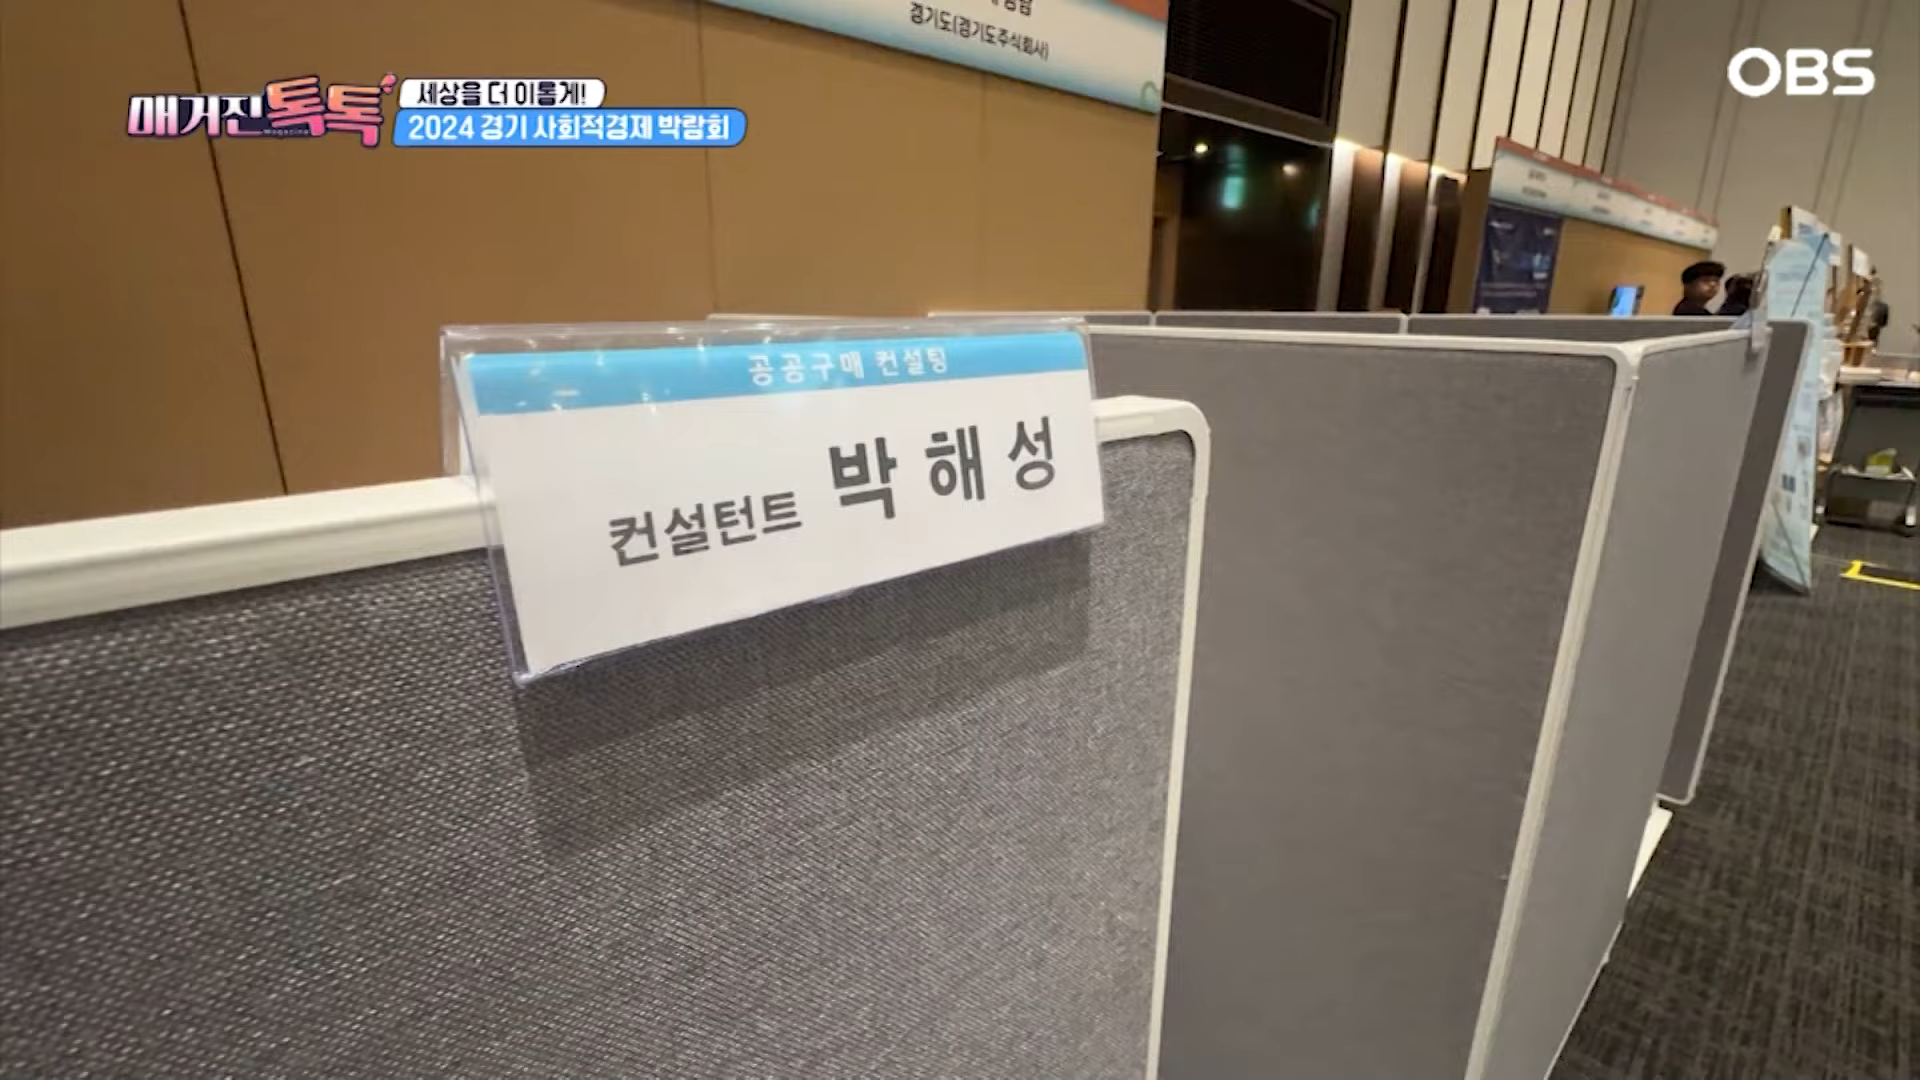 경기도(경기도주식회사)
OBS
매거진톡톡
Magazine
세상을 더 이롭게!
2024 경기 사회적경제 박람회
공공구매 컨설팅
컨설턴트 박해성